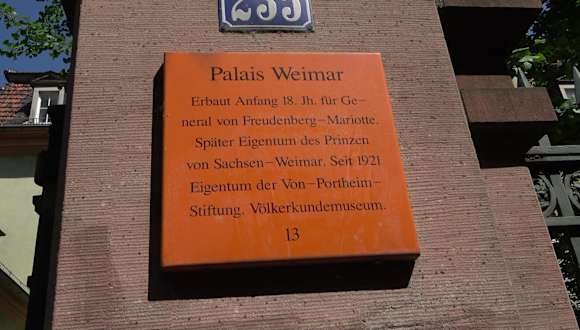 235
Palais Weimar
Erbaut Anfang 18. Jh. für Ge-
neral von Freudenberg-Mariotte.
Später Eigentum des Prinzen
von Sachsen-Weimar. Seit 1921
Eigentum der Von-Portheim-
Stiftung. Völkerkundemuseum.
13